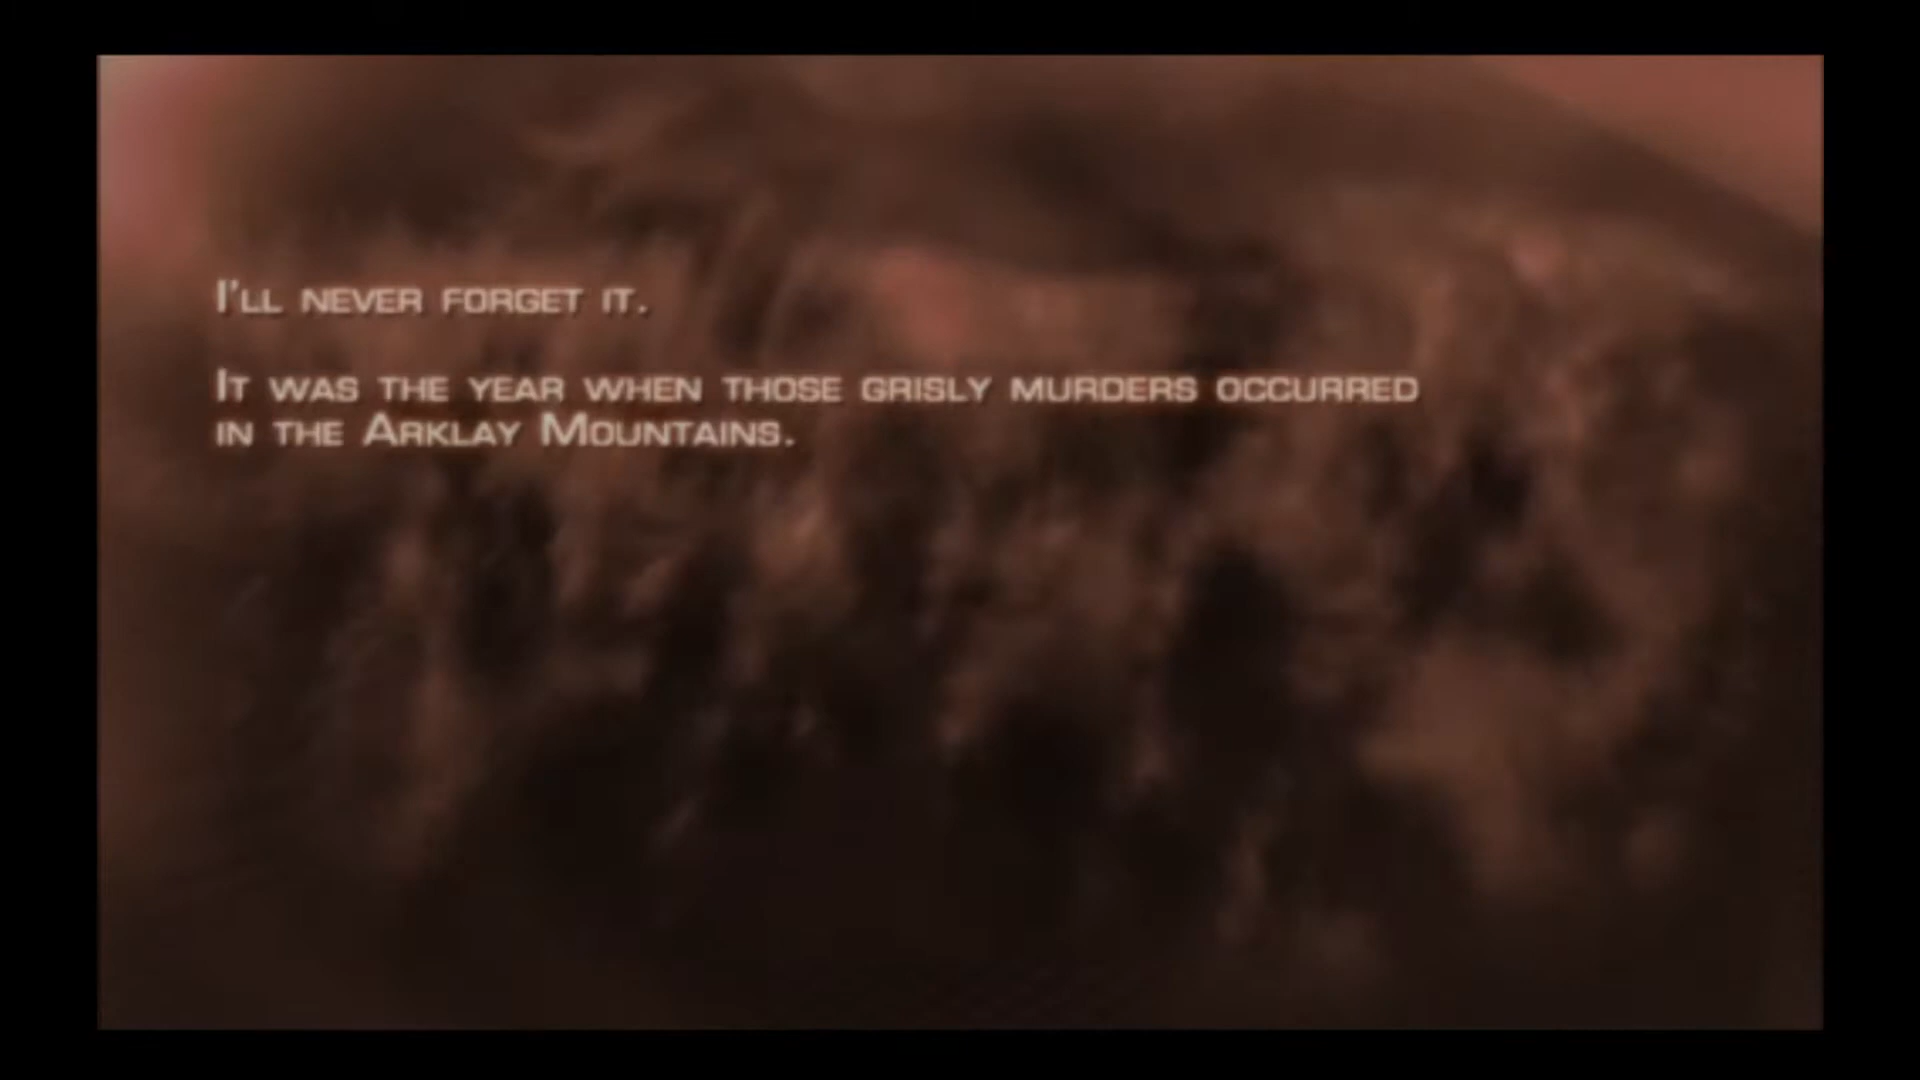 I'll never forget it.
It was the year when those grisly murders occurred
in the Arklay Mountains.